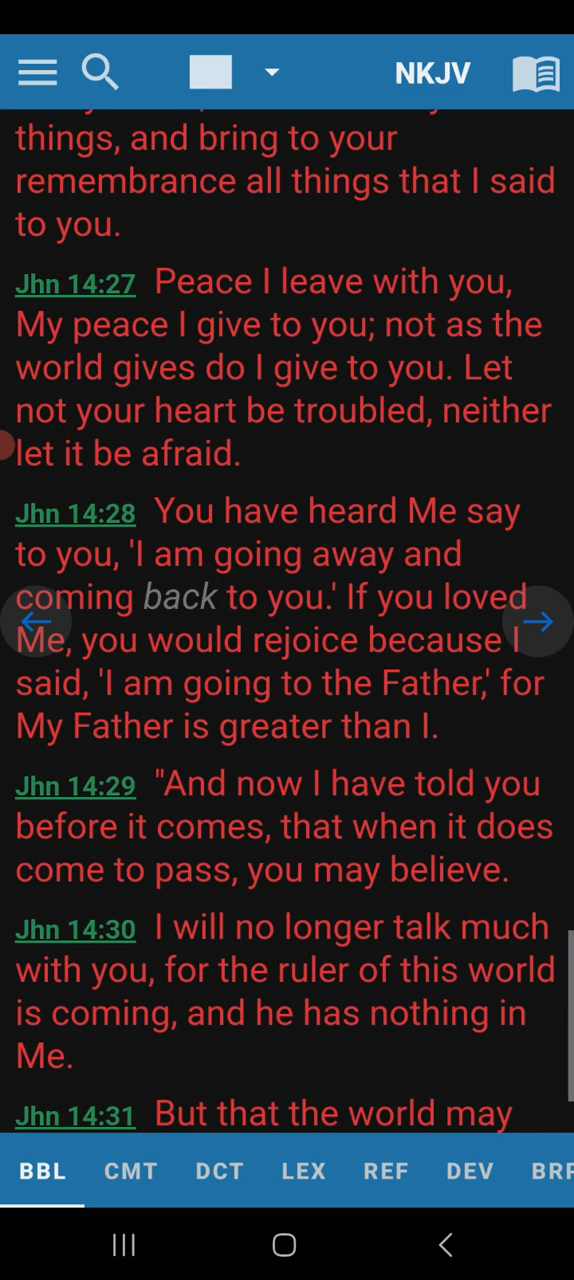 NKJV
things, and bring to your
remembrance all things that I said
to you.
Jhn 14:27 Peace I leave with you,
My peace I give to you; not as the
world gives do I give to you. Let
not your heart be troubled, neither
let it be afraid.
Jhn 14:28 You have heard Me say
to you, 'I am going away and
coming back to you.' If you loved
Me, you would rejoice because I
said, 'I am going to the Father,' for
My Father is greater than I.
Jhn 14:29 "And now I have told you
before it comes, that when it does
come to pass, you may believe.
Jhn 14:30 I will no longer talk much
with you, for the ruler of this world
is coming, and he has nothing in
Me.
Jhn 14:31 But that the world may
BBL CMT DCT LEX REF DEV BRP